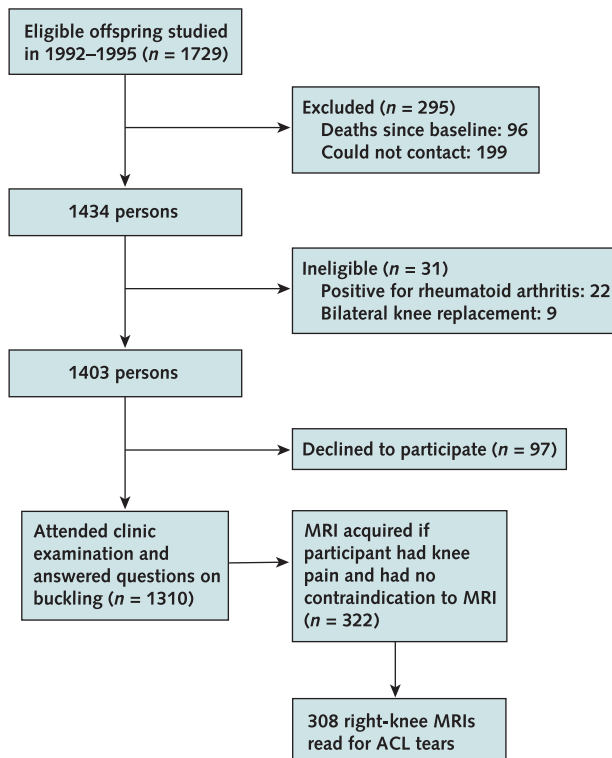 Eligible offspring studied
in 1992–1995 (n = 1729)
Excluded (n = 295)
Deaths since baseline: 96
Could not contact: 199
1434 persons
Ineligible (n = 31)
Positive for rheumatoid arthritis: 22
Bilateral knee replacement: 9
1403 persons
Declined to participate (n = 97)
Attended clinic
examination and
answered questions on
buckling (n = 1310)
MRI acquired if
participant had knee
pain and had no
contraindication to MRI
(n = 322)
308 right-knee MRIs
read for ACL tears